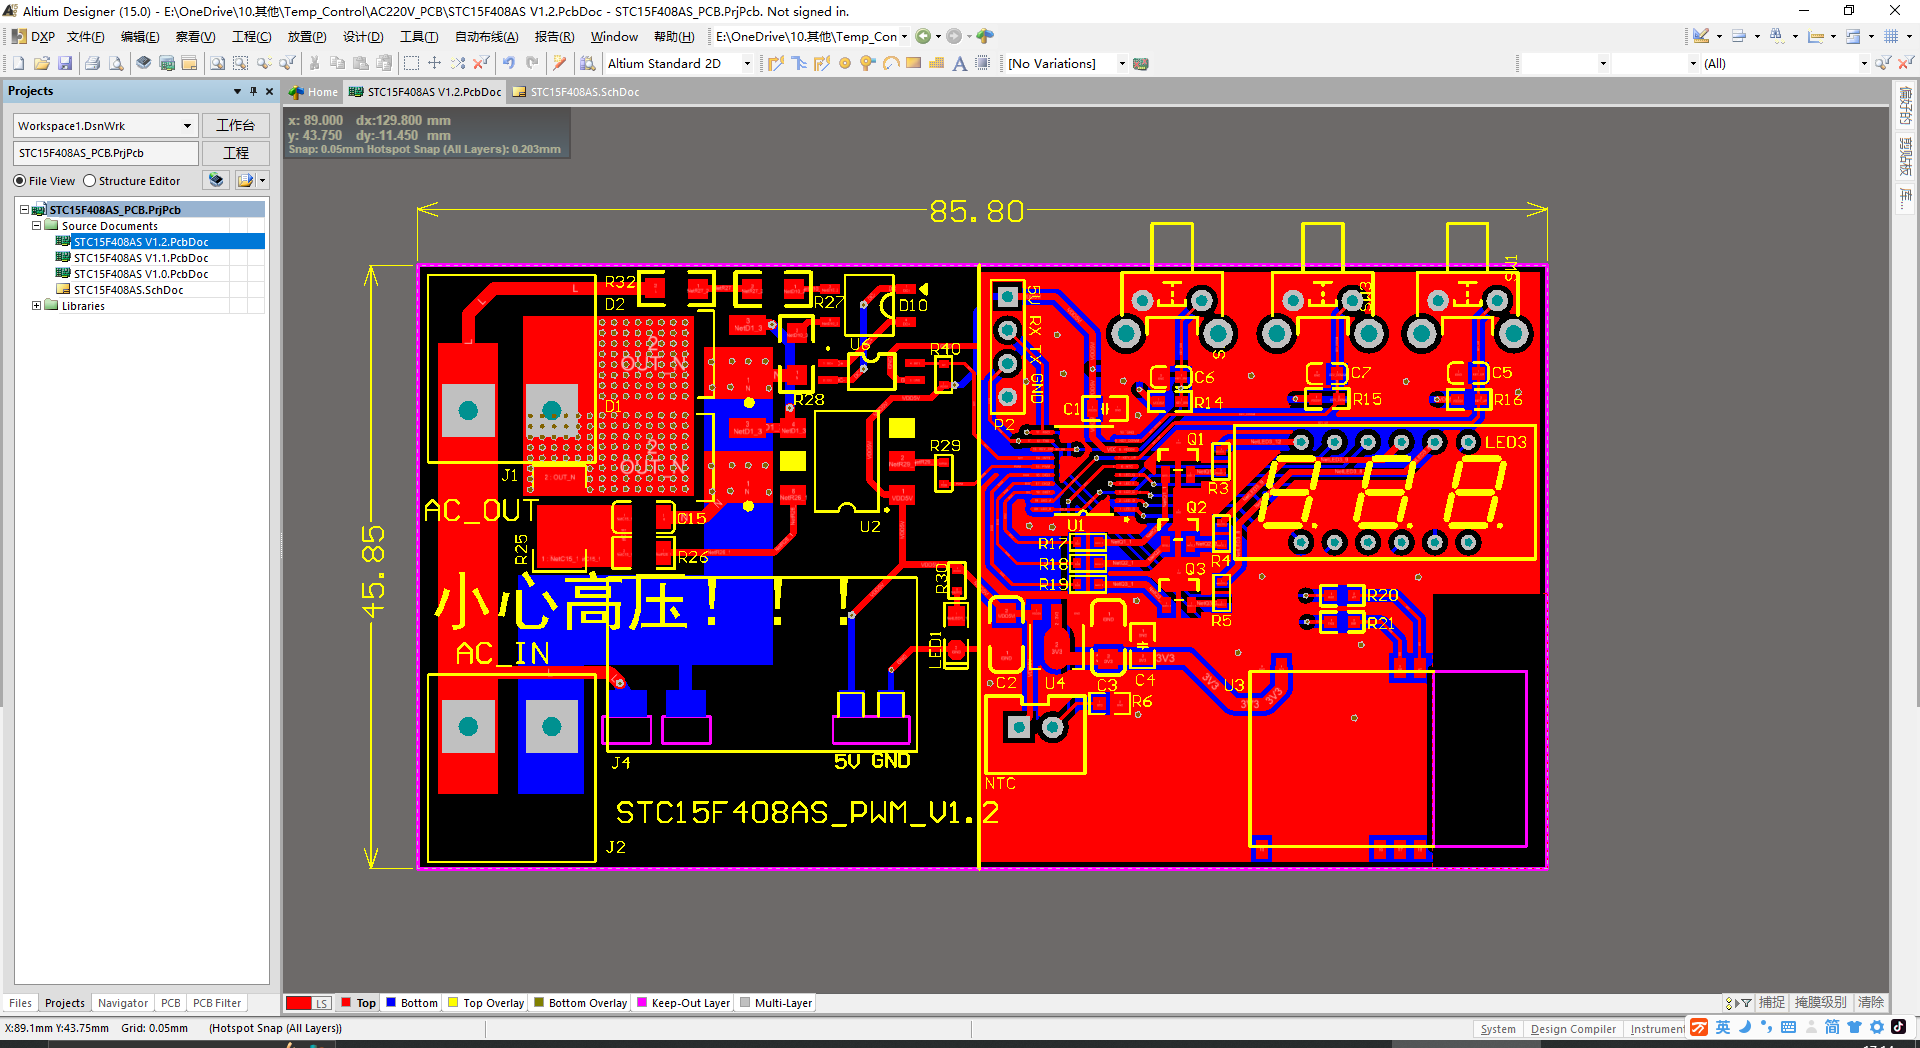 Altium Designer (15.0) - E:\OneDrive\10.其他\Temp_Control\AC220V_PCB\STC15F408AS V1.2.PcbDoc - STC15F408AS_PCB.PrjPcb. Not signed in.
DXP 文件(F) 编辑(E) 察看(V) 工程(C) 放置(P) 设计(D) 工具(T) 自动布线(A) 报告(R) Window 帮助(H) E:\OneDrive\10.其他\Temp_Con
Altium Standard 2D [No Variations] (All)
Projects
Home STC15F408AS V1.2.PcbDoc STC15F408AS.SchDoc
Workspace1.DsnWrk 工作台
STC15F408AS_PCB.PrjPcb 工程
File View Structure Editor
STC15F408AS_PCB.PrjPcb
Source Documents
STC15F408AS V1.2.PcbDoc
STC15F408AS V1.1.PcbDoc
STC15F408AS V1.0.PcbDoc
STC15F408AS.SchDoc
Libraries
x: 89.000 dx:129.800 mm
y: 43.750 dy:-11.450 mm
Snap: 0.05mm Hotspot Snap (All Layers): 0.203mm
偏好的
剪贴板
库...
85.80
45.85
R32
D2
R27
D10
U6
R40
R28
D1
J1
R29
AC_OUT
C15
U2
R25
R26
小心高压！！！
AC_IN
R30
LED1
J4
5V GND
STC15F408AS_PWM_V1.2
J2
5V RX TX GND
P2
C1
C6
R14
C7
R15
C5
R16
SW3
Q1
R3
LED3
Q2
R4
U1
R17
R18
R19
Q3
R5
R20
R21
C2
U4
C3
C4
3V3
R6
U3
NTC
Files Projects Navigator PCB PCB Filter
LS Top Bottom Top Overlay Bottom Overlay Keep-Out Layer Multi-Layer
捕捉 掩膜级别 清除
X:89.1mm Y:43.75mm Grid: 0.05mm (Hotspot Snap (All Layers))
System Design Compiler Instrument
英 简